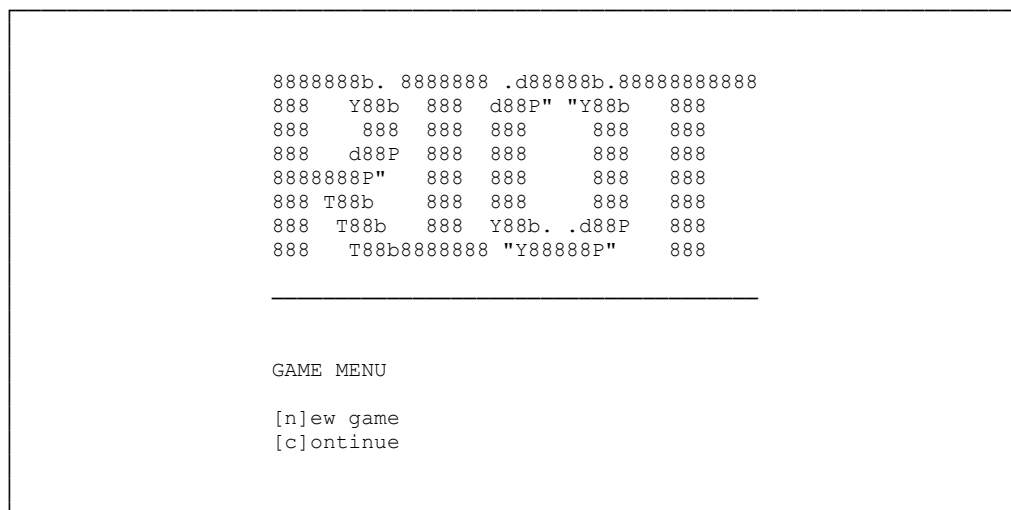 8888888b. 8888888 .d88888b.88888888888
888   Y88b  888  d88P" "Y88b   888
888    888  888  888     888   888
888   d88P  888  888     888   888
8888888P"   888  888     888   888
888 T88b    888  888     888   888
888  T88b   888  Y88b. .d88P   888
888   T88b8888888 "Y88888P"    888
GAME MENU
[n]ew game
[c]ontinue